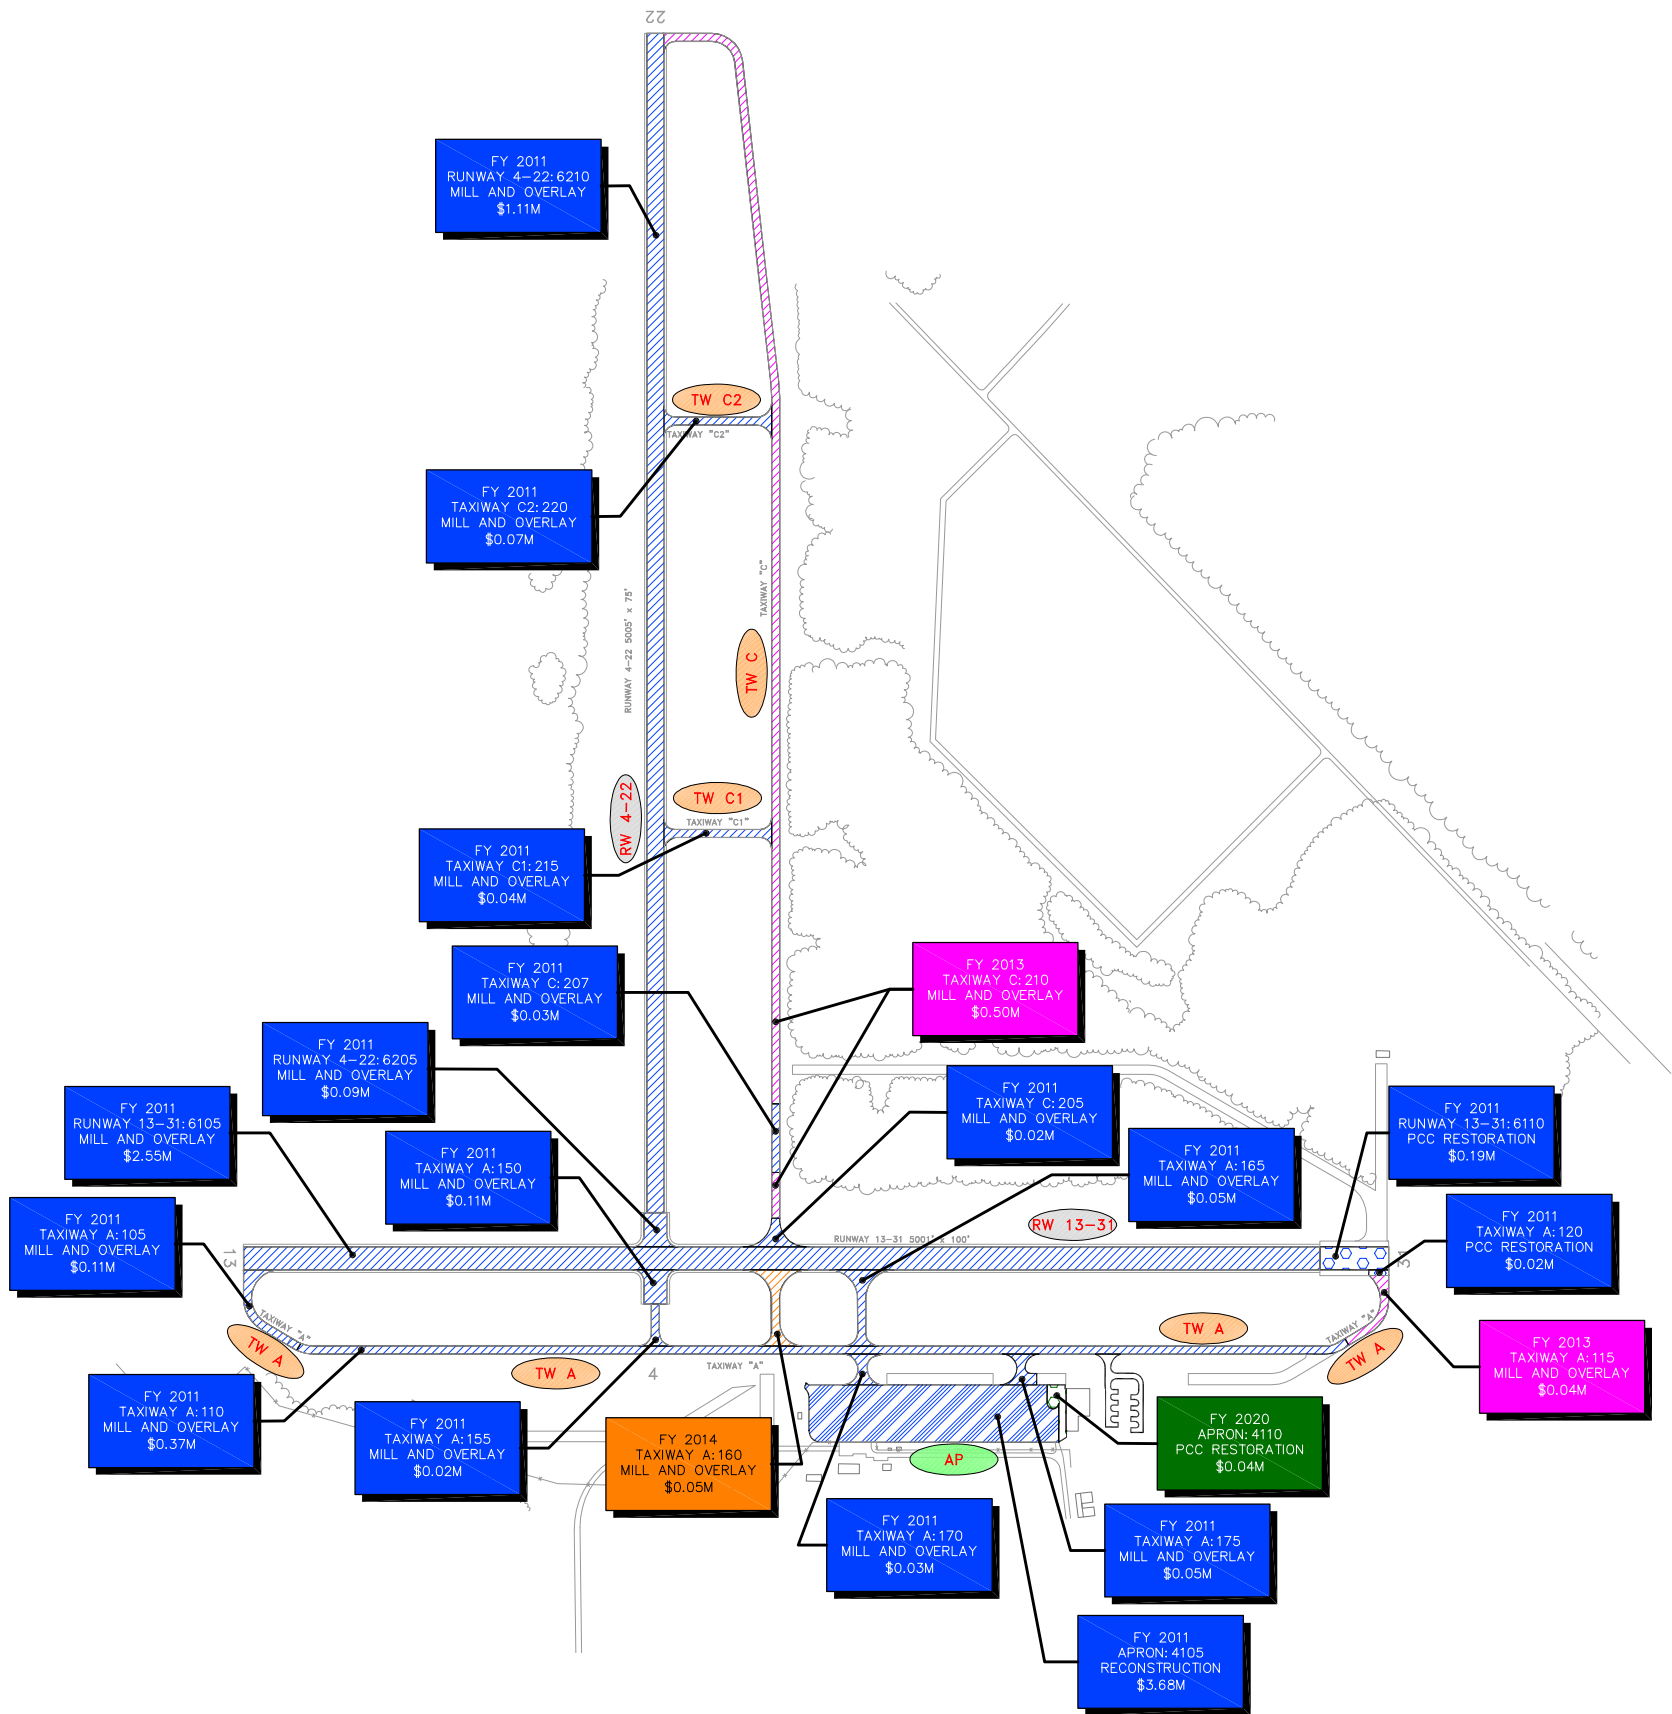 22
FY 2011
RUNWAY 4-22:6210
MILL AND OVERLAY
$1.11M
TW C2
TAXIWAY "C2"
FY 2011
TAXIWAY C2:220
MILL AND OVERLAY
$0.07M
TAXIWAY "C"
RUNWAY 4-22 5005' x 75'
TW C
RW 4-22
TW C1
TAXIWAY "C1"
FY 2011
TAXIWAY C1:215
MILL AND OVERLAY
$0.04M
FY 2011
TAXIWAY C:207
MILL AND OVERLAY
$0.03M
FY 2013
TAXIWAY C:210
MILL AND OVERLAY
$0.50M
FY 2011
RUNWAY 4-22:6205
MILL AND OVERLAY
$0.09M
FY 2011
TAXIWAY C:205
MILL AND OVERLAY
$0.02M
FY 2011
RUNWAY 13-31:6105
MILL AND OVERLAY
$2.55M
FY 2011
TAXIWAY A:150
MILL AND OVERLAY
$0.11M
FY 2011
TAXIWAY A:165
MILL AND OVERLAY
$0.05M
FY 2011
RUNWAY 13-31:6110
PCC RESTORATION
$0.19M
FY 2011
TAXIWAY A:105
MILL AND OVERLAY
$0.11M
FY 2011
TAXIWAY A:120
PCC RESTORATION
$0.02M
RW 13-31
RUNWAY 13-31 5001' x 100'
13
31
TAXIWAY "A"
TW A
TW A
TAXIWAY "A"
4
TW A
TAXIWAY "A"
TW A
FY 2013
TAXIWAY A:115
MILL AND OVERLAY
$0.04M
FY 2011
TAXIWAY A:110
MILL AND OVERLAY
$0.37M
FY 2011
TAXIWAY A:155
MILL AND OVERLAY
$0.02M
FY 2014
TAXIWAY A:160
MILL AND OVERLAY
$0.05M
AP
FY 2020
APRON:4110
PCC RESTORATION
$0.04M
FY 2011
TAXIWAY A:170
MILL AND OVERLAY
$0.03M
FY 2011
TAXIWAY A:175
MILL AND OVERLAY
$0.05M
FY 2011
APRON:4105
RECONSTRUCTION
$3.68M